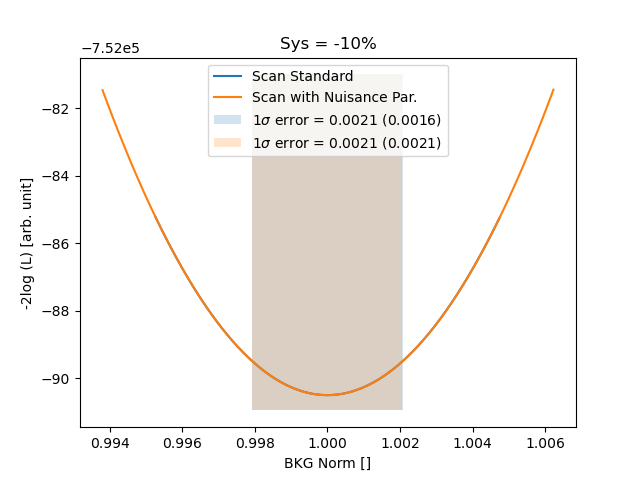 Sys = -10%
−7.52e5
Scan Standard
Scan with Nuisance Par.
1σ error = 0.0021 (0.0016)
1σ error = 0.0021 (0.0021)
−82
−84
−86
−88
−90
-2log (L) [arb. unit]
0.994 0.996 0.998 1.000 1.002 1.004 1.006
BKG Norm []